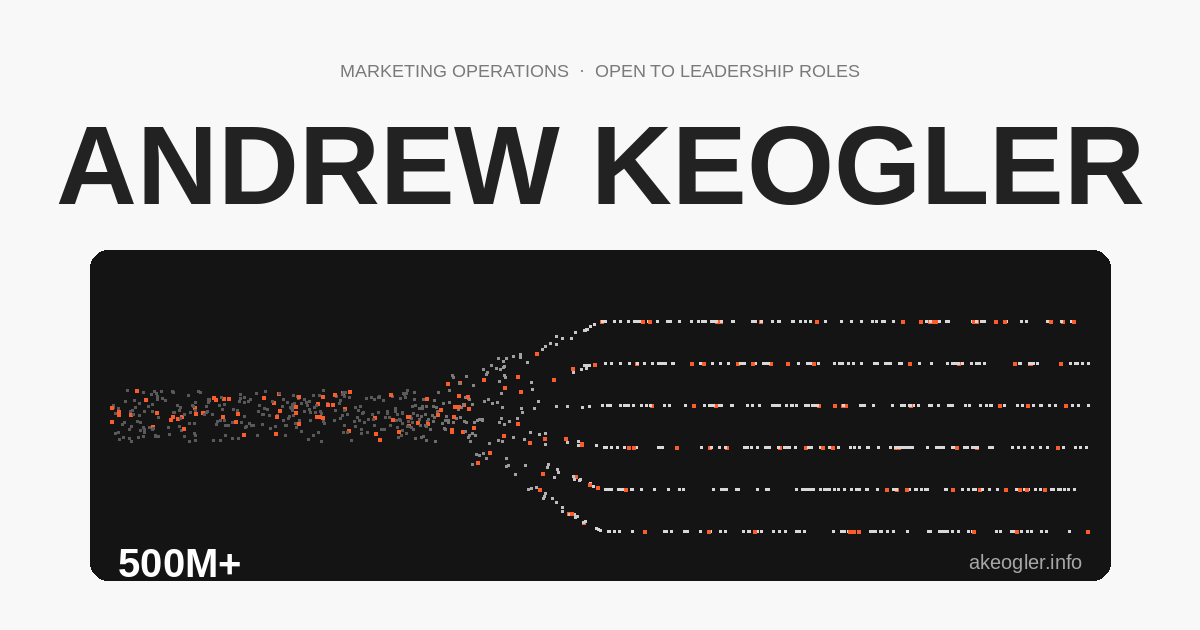 MARKETING OPERATIONS · OPEN TO LEADERSHIP ROLES
ANDREW KEOGLER
500M+
akeogler.info